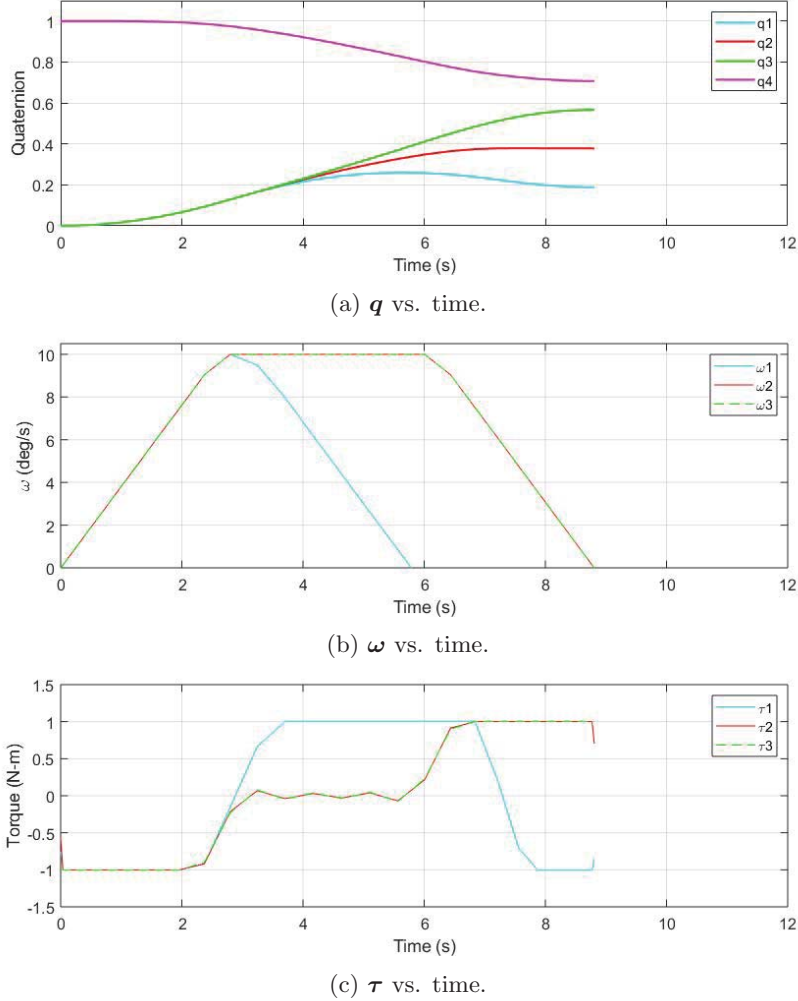 1
0.8
0.6
0.4
0.2
0
Quaternion
q1
q2
q3
q4
0 2 4 6 8 10 12
Time (s)
(a) q vs. time.
10
8
6
4
2
0
ω (deg/s)
ω1
ω2
ω3
0 2 4 6 8 10 12
Time (s)
(b) ω vs. time.
1.5
1
0.5
0
-0.5
-1
-1.5
Torque (N-m)
τ1
τ2
τ3
0 2 4 6 8 10 12
Time (s)
(c) τ vs. time.